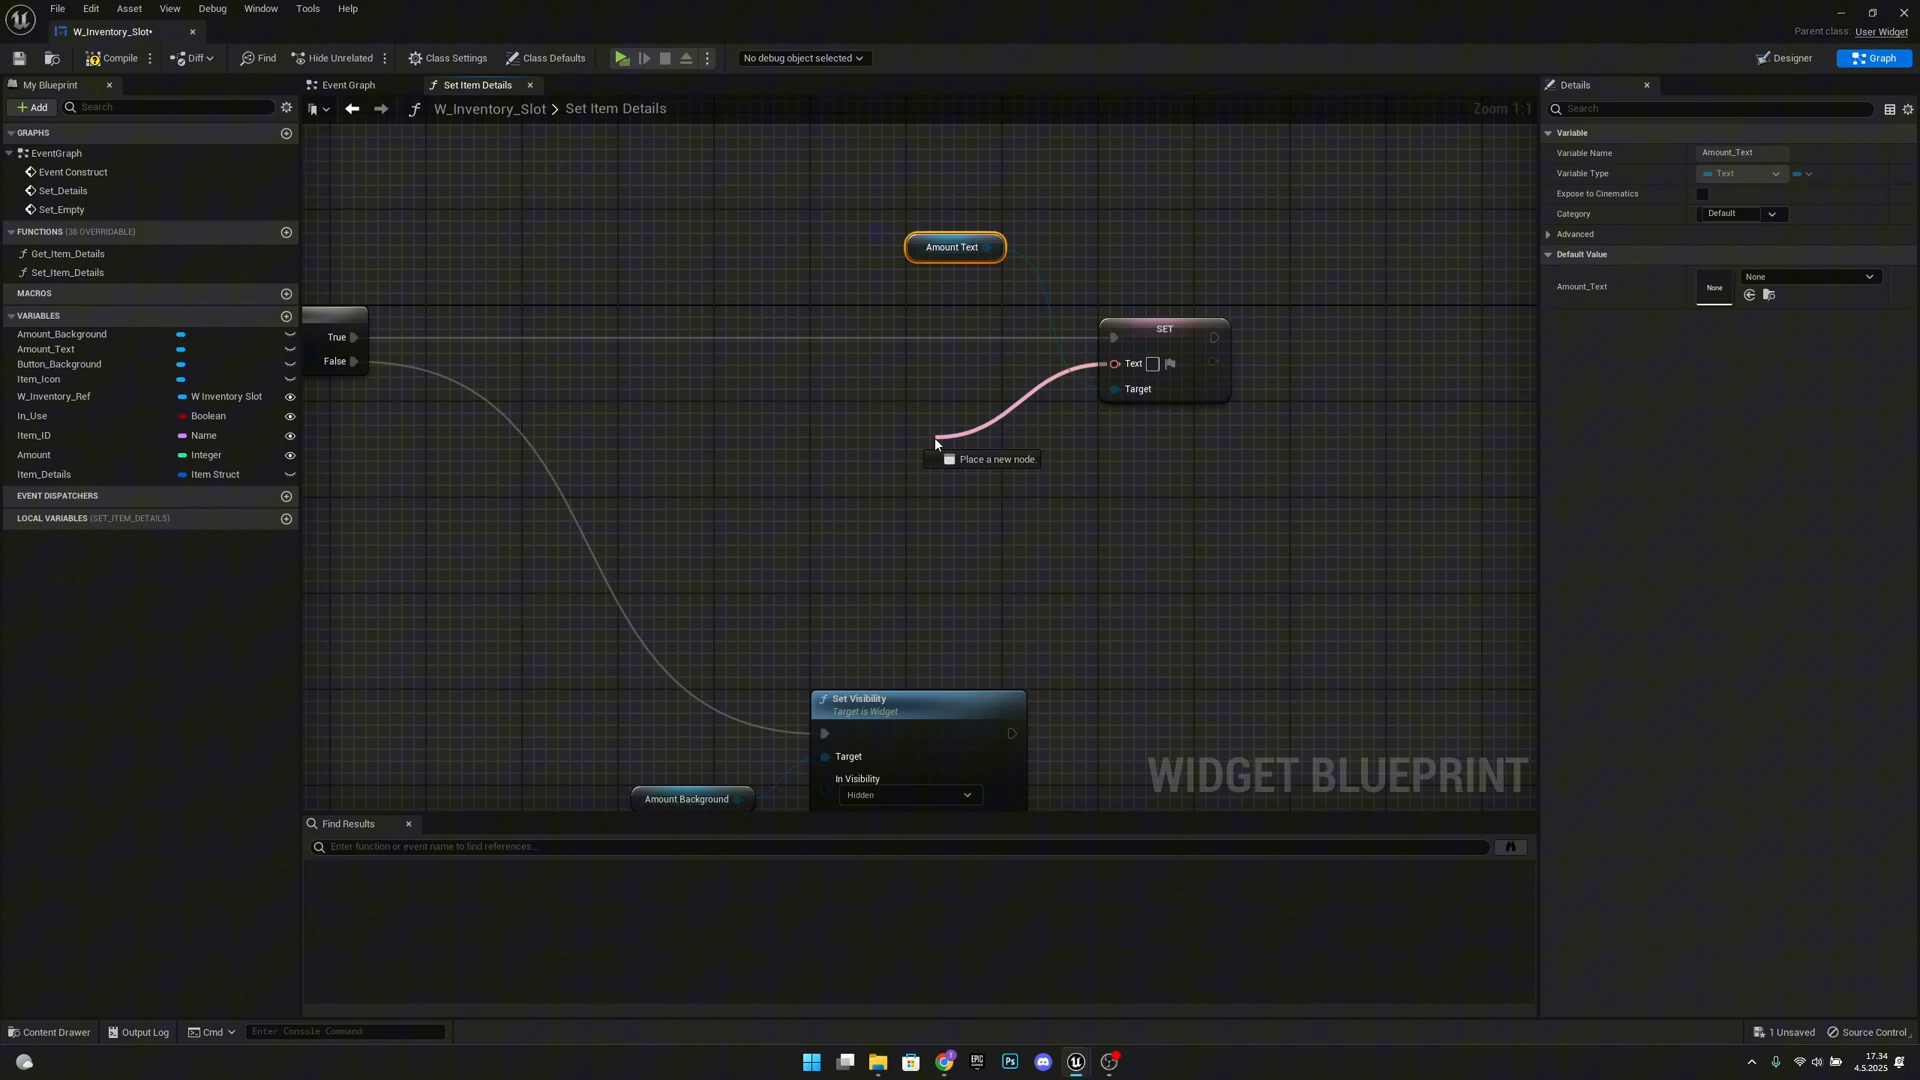 File Edit Asset View Debug Window Tools Help
W_Inventory_Slot•
Parent class: User Widget
Compile Diff Find Hide Unrelated Class Settings Class Defaults No debug object selected Designer Graph
My Blueprint
Add Search
GRAPHS
EventGraph
Event Construct
Set_Details
Set_Empty
FUNCTIONS (38 OVERRIDABLE)
Get_Item_Details
Set_Item_Details
MACROS
VARIABLES
Amount_Background
Amount_Text
Button_Background
Item_Icon
W_Inventory_Ref W Inventory Slot
In_Use Boolean
Item_ID Name
Amount Integer
Item_Details Item Struct
EVENT DISPATCHERS
LOCAL VARIABLES (SET_ITEM_DETAILS)
Event Graph Set Item Details
W_Inventory_Slot > Set Item Details
Zoom 1:1
Amount Text
True
False
SET
Text
Target
Place a new node.
Set Visibility
Target is Widget
Target
In Visibility
Hidden
Amount Background
WIDGET BLUEPRINT
Find Results
Enter function or event name to find references...
Details
Search
Variable
Variable Name Amount_Text
Variable Type Text
Expose to Cinematics
Category Default
Advanced
Default Value
Amount_Text None None
Content Drawer Output Log Cmd Enter Console Command
1 Unsaved Source Control
Ps
EPIC
17.34
4.5.2025